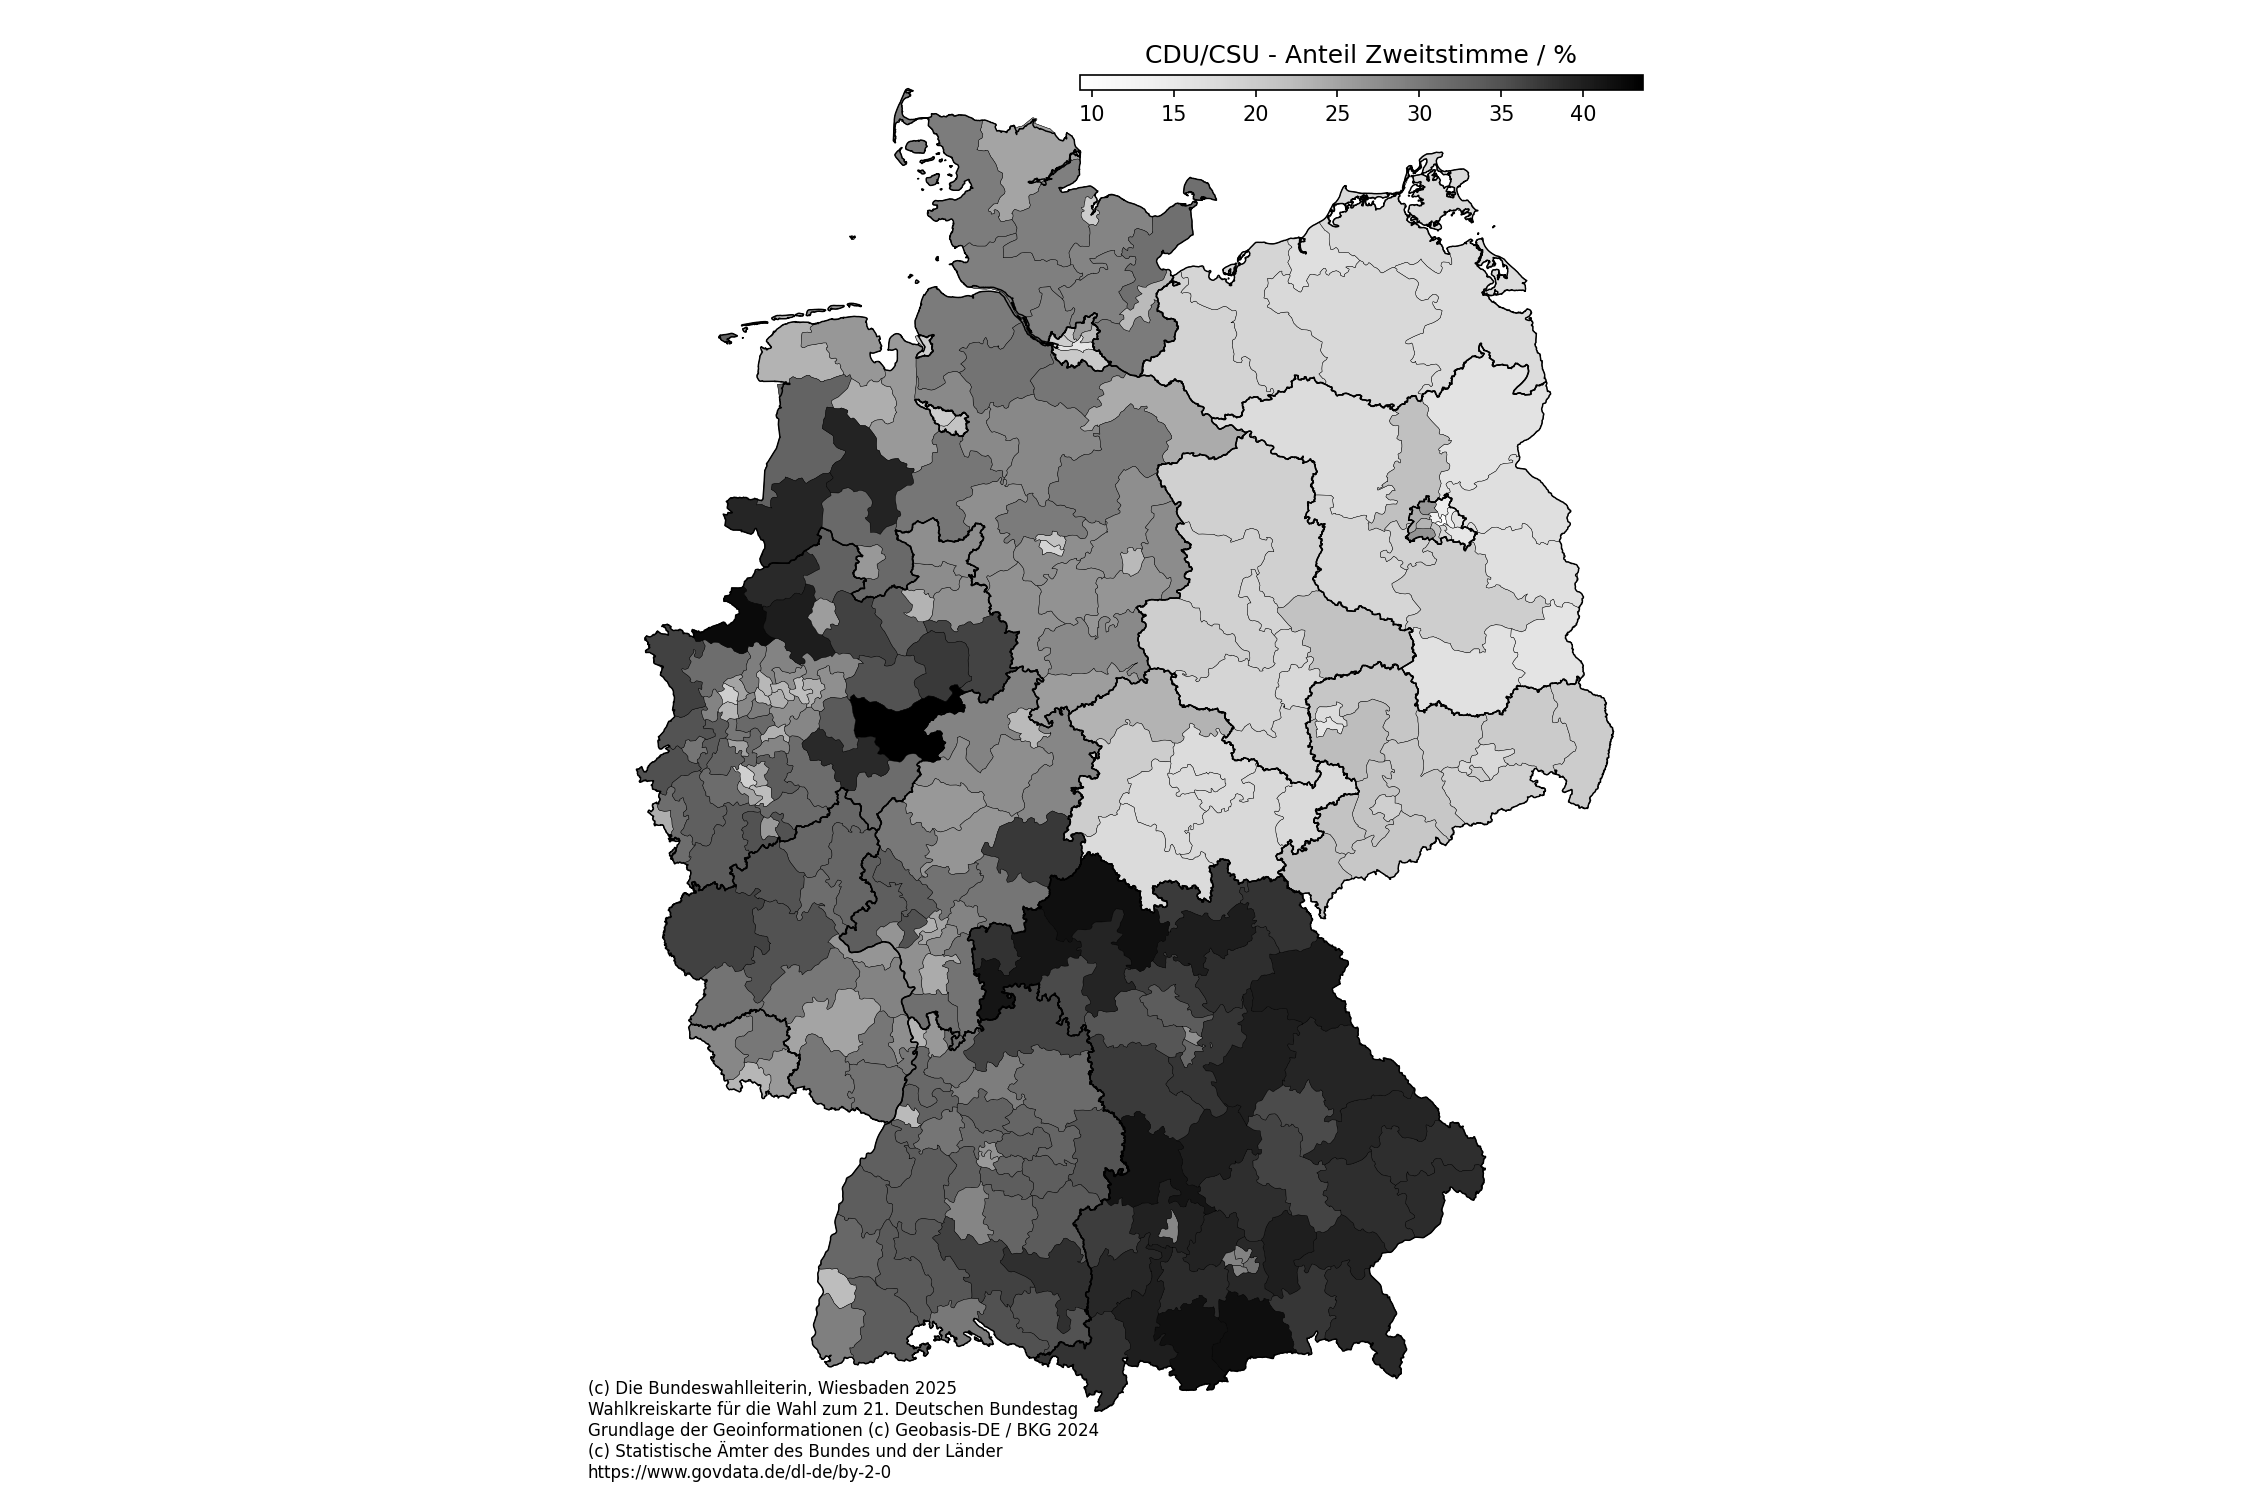 CDU/CSU - Anteil Zweitstimme / %
10 15 20 25 30 35 40
(c) Die Bundeswahlleiterin, Wiesbaden 2025
Wahlkreiskarte für die Wahl zum 21. Deutschen Bundestag
Grundlage der Geoinformationen (c) Geobasis-DE / BKG 2024
(c) Statistische Ämter des Bundes und der Länder
https://www.govdata.de/dl-de/by-2-0